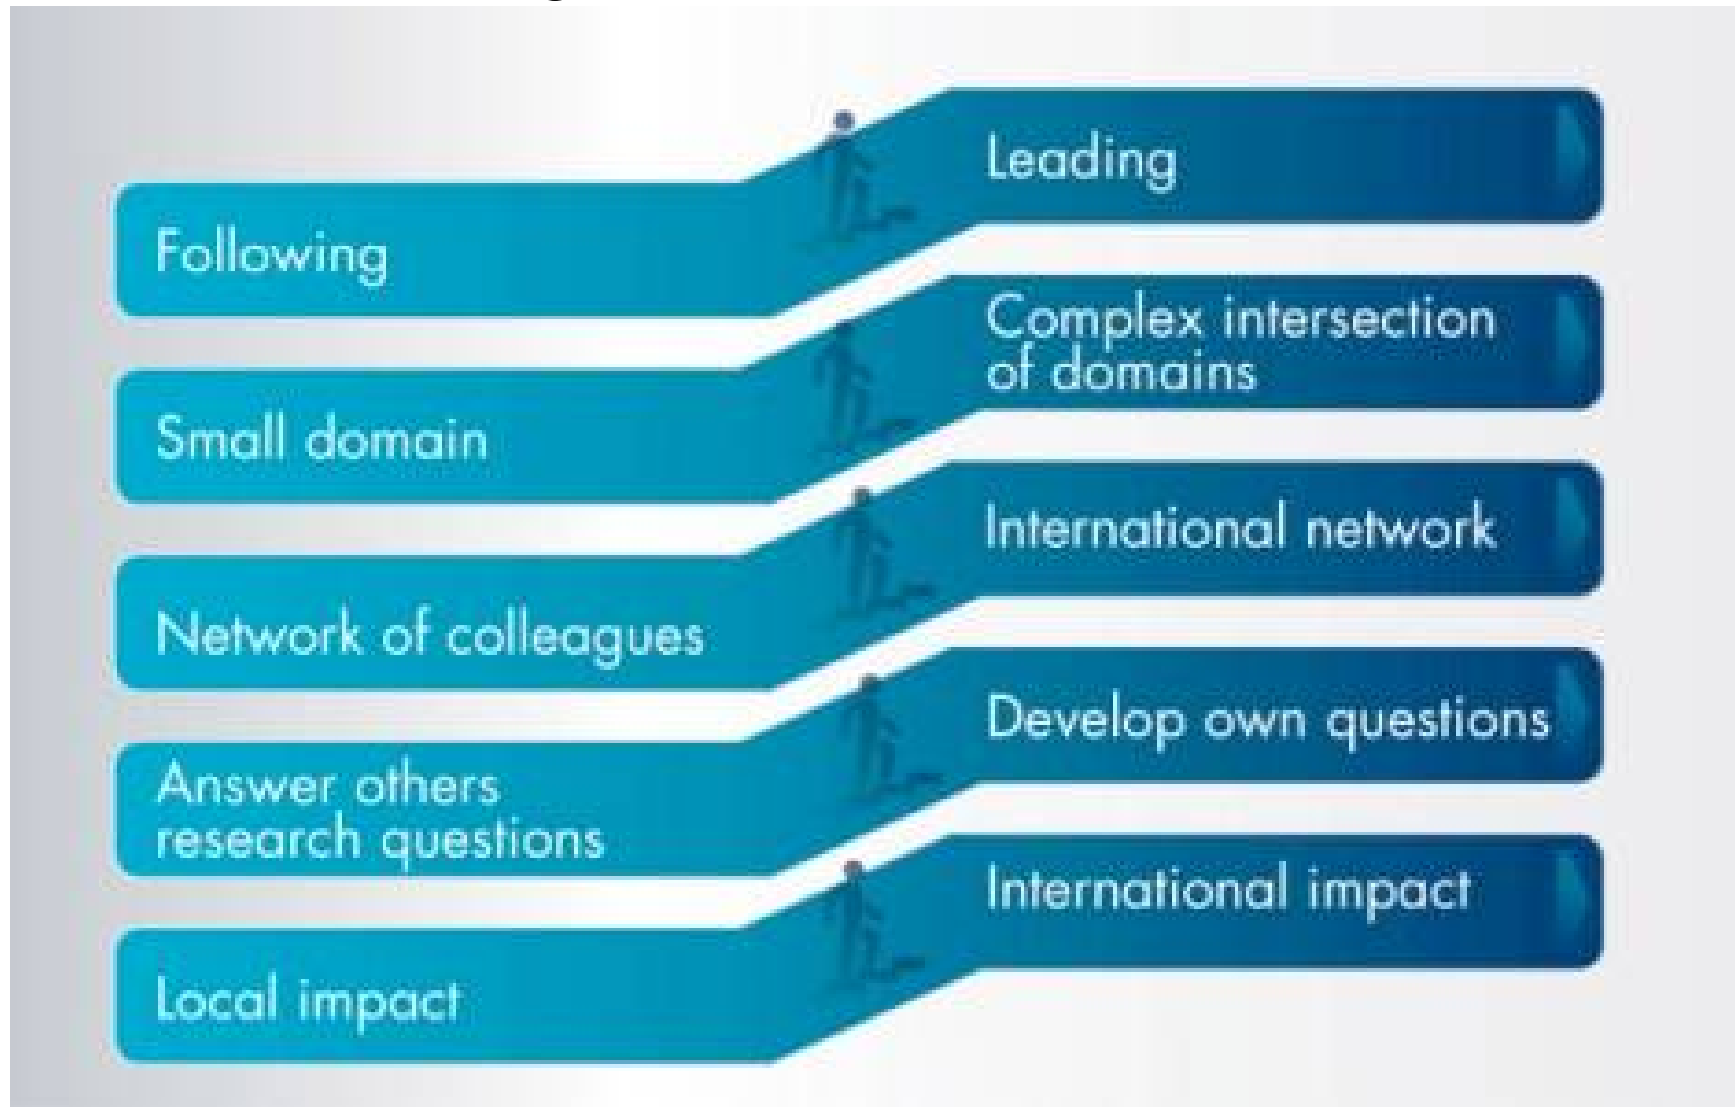 Following
Leading
Small domain
Complex intersection
of domains
Network of colleagues
International network
Answer others
research questions
Develop own questions
Local impact
International impact